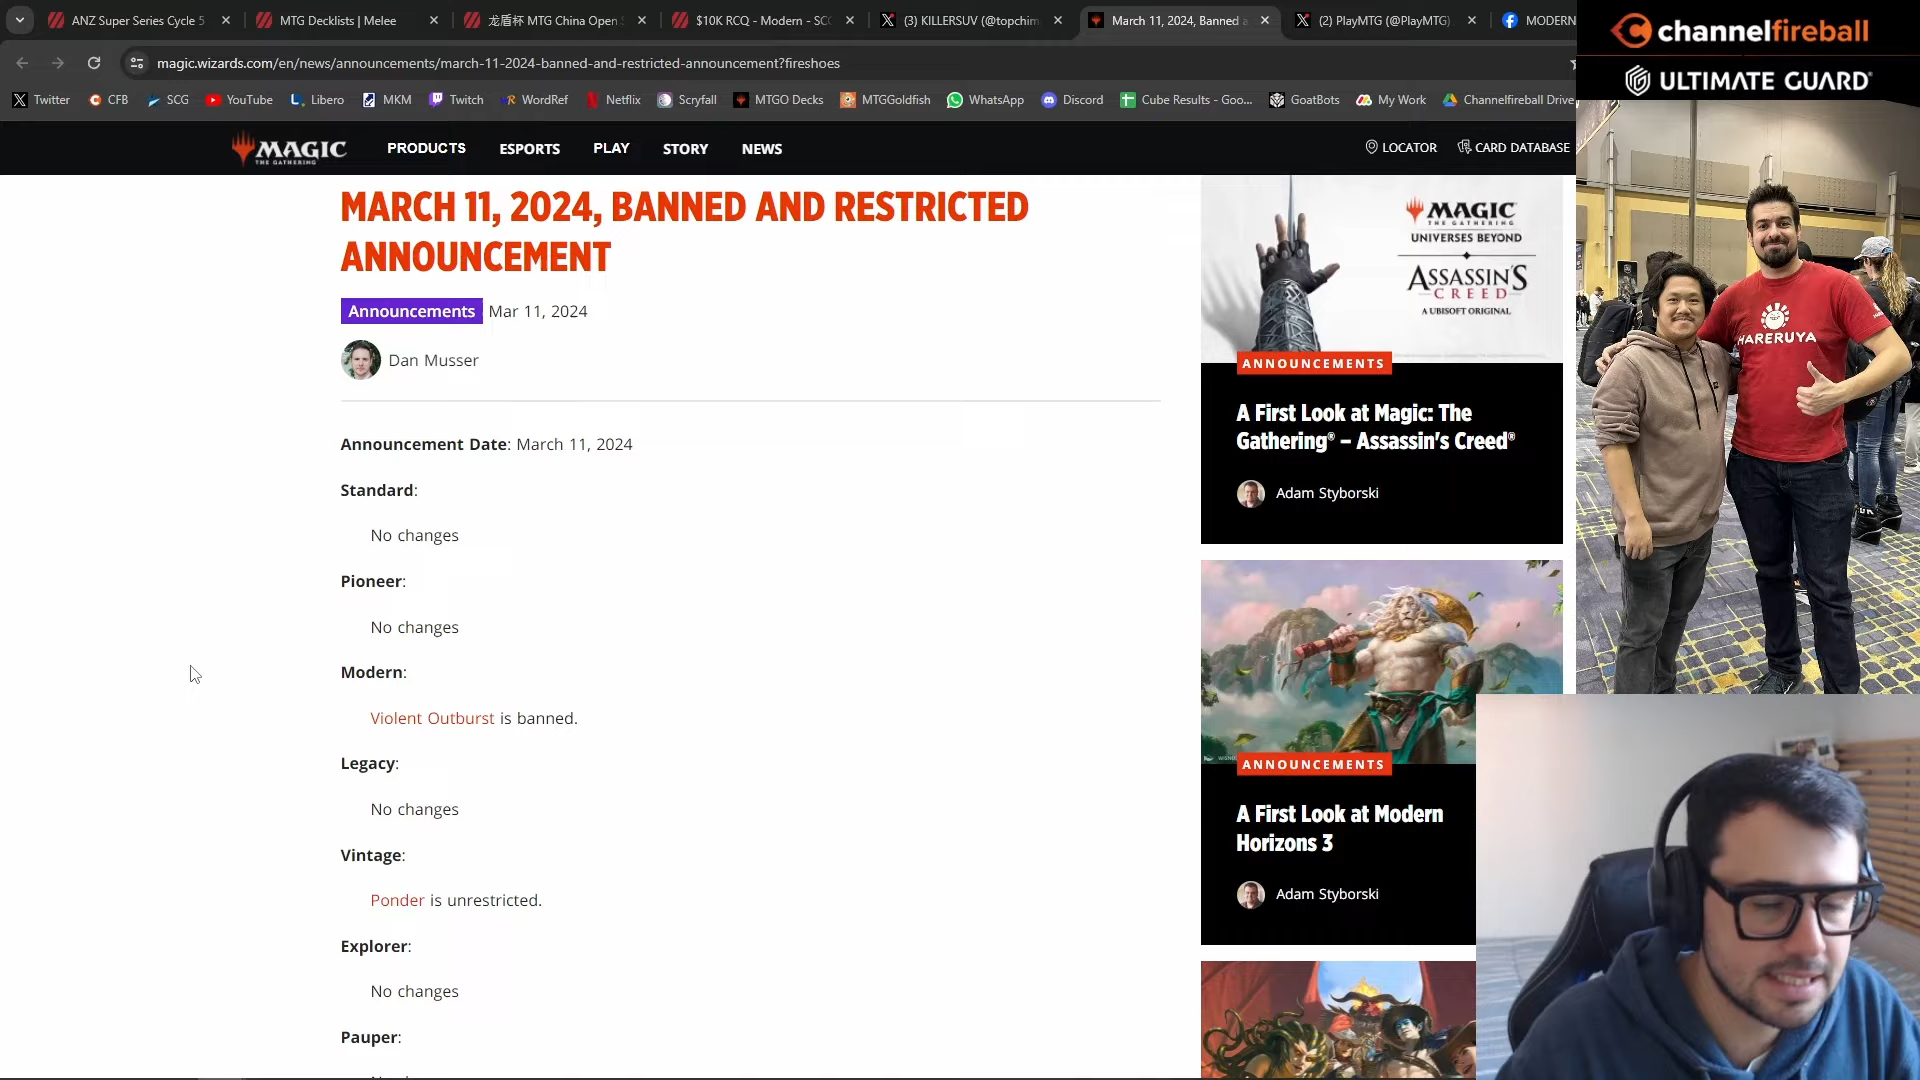 ANZ Super Series Cycle 5
MTG Decklists | Melee
龙盾杯 MTG China Open
$10K RCQ - Modern - SC
(3) KILLERSUV (@topchim
March 11, 2024, Banned a
(2) PlayMTG (@PlayMTG)
MODERN
magic.wizards.com/en/news/announcements/march-11-2024-banned-and-restricted-announcement?fireshoes
Twitter
CFB
SCG
YouTube
Libero
MKM
Twitch
WordRef
Netflix
Scryfall
MTGO Decks
MTGGoldfish
WhatsApp
Discord
Cube Results - Goo...
GoatBots
My Work
Channelfireball Drive
channelfireball
ULTIMATE GUARD
MAGIC
THE GATHERING
PRODUCTS
ESPORTS
PLAY
STORY
NEWS
LOCATOR
CARD DATABASE
MARCH 11, 2024, BANNED AND RESTRICTED
ANNOUNCEMENT
Announcements Mar 11, 2024
Dan Musser
Announcement Date: March 11, 2024
Standard:
No changes
Pioneer:
No changes
Modern:
Violent Outburst is banned.
Legacy:
No changes
Vintage:
Ponder is unrestricted.
Explorer:
No changes
Pauper:
MAGIC
THE GATHERING
UNIVERSES BEYOND
ASSASSIN'S
CREED
A UBISOFT ORIGINAL
ANNOUNCEMENTS
A First Look at Magic: The
Gathering® – Assassin's Creed®
Adam Styborski
ANNOUNCEMENTS
A First Look at Modern
Horizons 3
Adam Styborski
HARERUYA